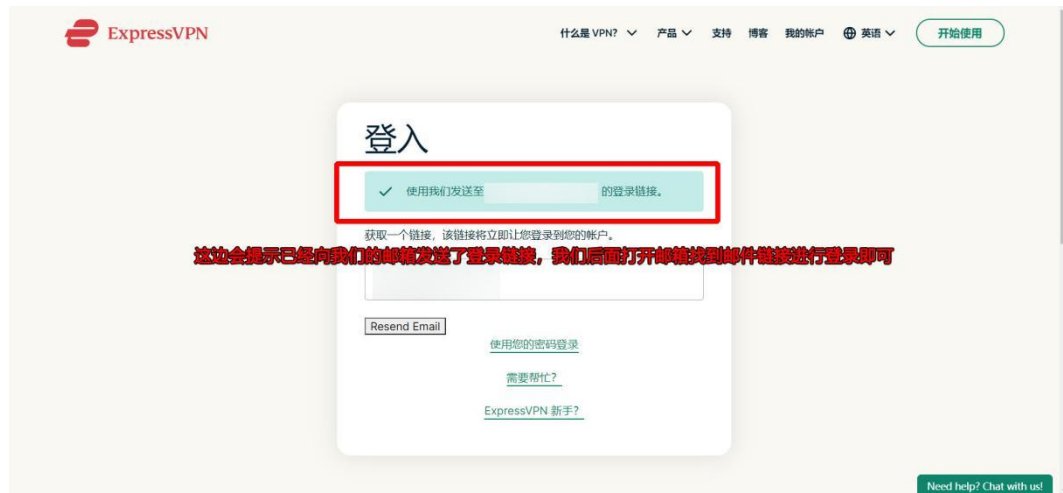 ExpressVPN
什么是 VPN? 产品 支持 博客 我的帐户 英语 开始使用
登入
使用我们发送至 的登录链接。
获取一个链接，该链接将立即让您登录到您的帐户。
这边会提示已经向我们的邮箱发送了登录链接，我们后面打开邮箱找到邮件链接进行登录即可
Resend Email
使用您的密码登录
需要帮忙?
ExpressVPN 新手?
Need help? Chat with us!